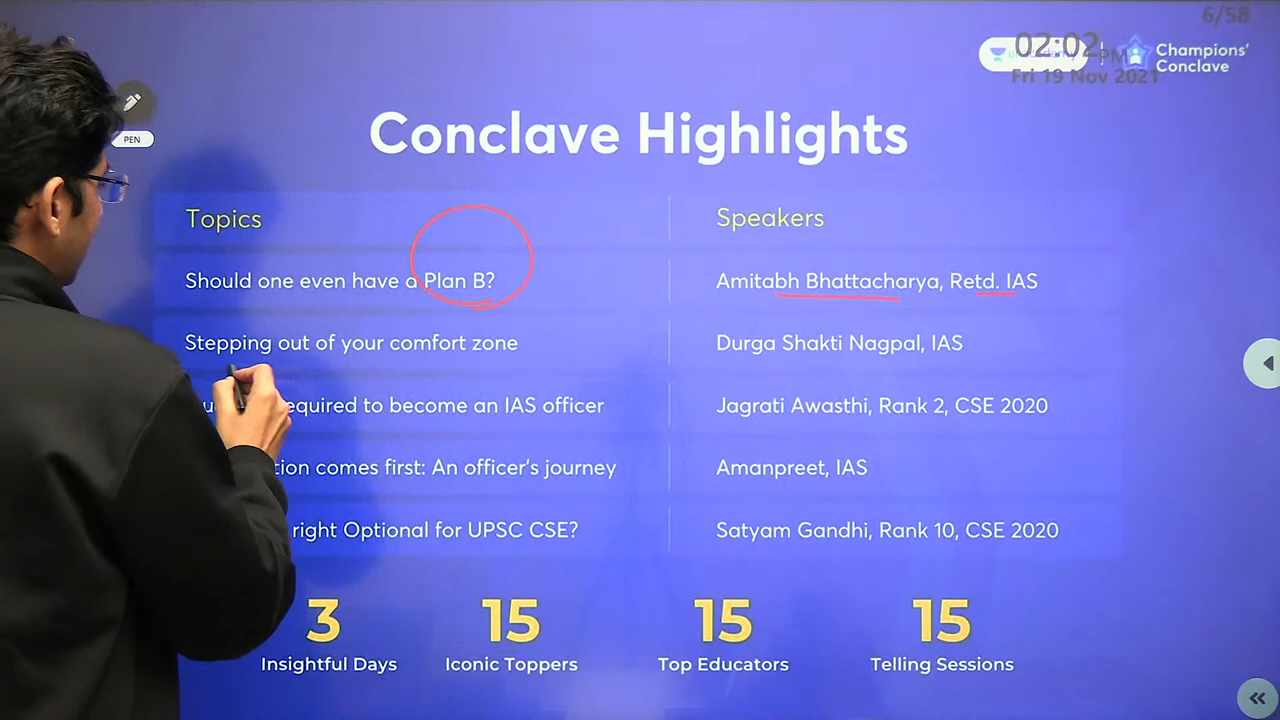 6/58
02:02 PM
Fri 19 Nov 2021
Champions'
Conclave
PEN
Conclave Highlights
Topics Speakers
Should one even have a Plan B? Amitabh Bhattacharya, Retd. IAS
Stepping out of your comfort zone Durga Shakti Nagpal, IAS
required to become an IAS officer Jagrati Awasthi, Rank 2, CSE 2020
comes first: An officer's journey Amanpreet, IAS
right Optional for UPSC CSE? Satyam Gandhi, Rank 10, CSE 2020
3 15 15 15
Insightful Days Iconic Toppers Top Educators Telling Sessions